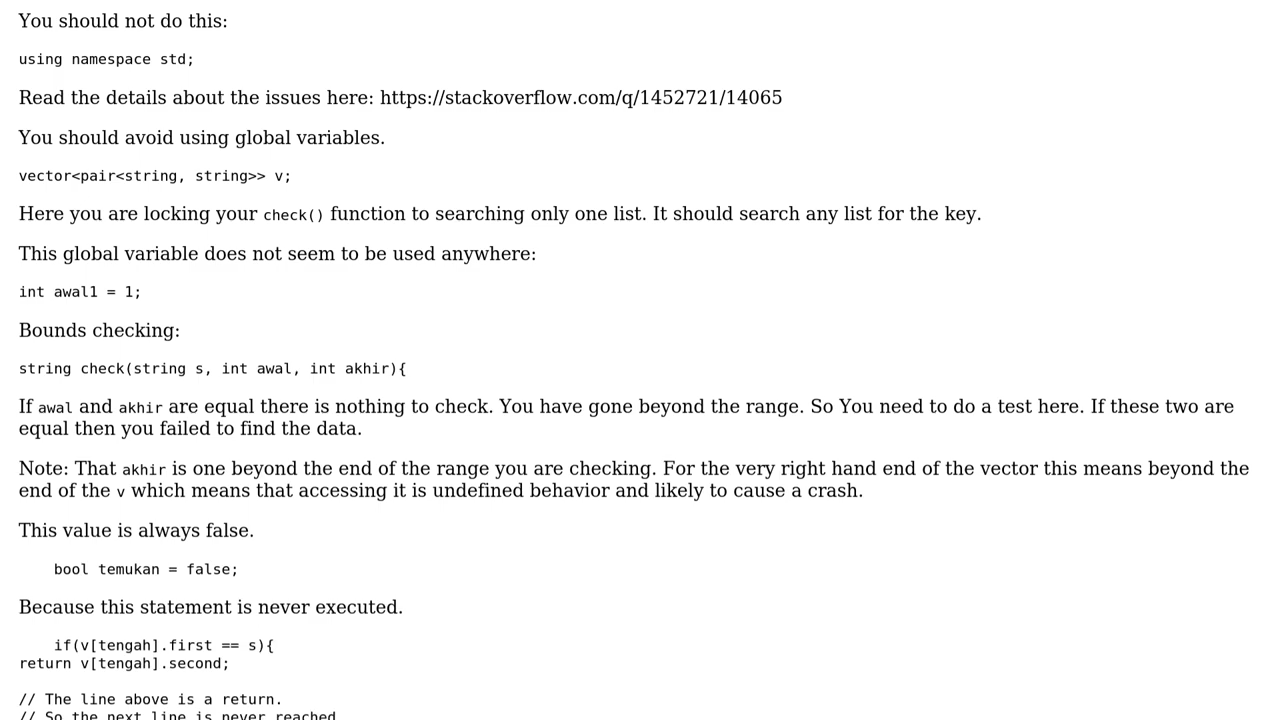 You should not do this:
using namespace std;
Read the details about the issues here: https://stackoverflow.com/q/1452721/14065
You should avoid using global variables.
vector<pair<string, string>> v;
Here you are locking your check() function to searching only one list. It should search any list for the key.
This global variable does not seem to be used anywhere:
int awal1 = 1;
Bounds checking:
string check(string s, int awal, int akhir){
If awal and akhir are equal there is nothing to check. You have gone beyond the range. So You need to do a test here. If these two are
equal then you failed to find the data.
Note: That akhir is one beyond the end of the range you are checking. For the very right hand end of the vector this means beyond the
end of the v which means that accessing it is undefined behavior and likely to cause a crash.
This value is always false.
    bool temukan = false;
Because this statement is never executed.
    if(v[tengah].first == s){
return v[tengah].second;
// The line above is a return.
// So the next line is never reached